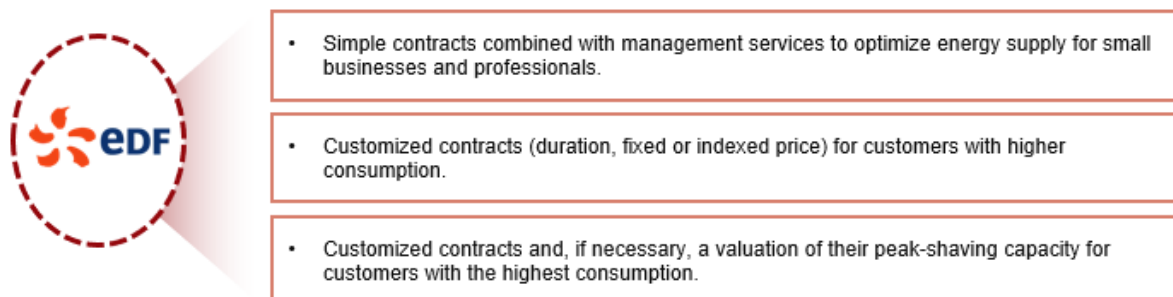 • Simple contracts combined with management services to optimize energy supply for small
businesses and professionals.
eDF
• Customized contracts (duration, fixed or indexed price) for customers with higher
consumption.
• Customized contracts and, if necessary, a valuation of their peak-shaving capacity for
customers with the highest consumption.